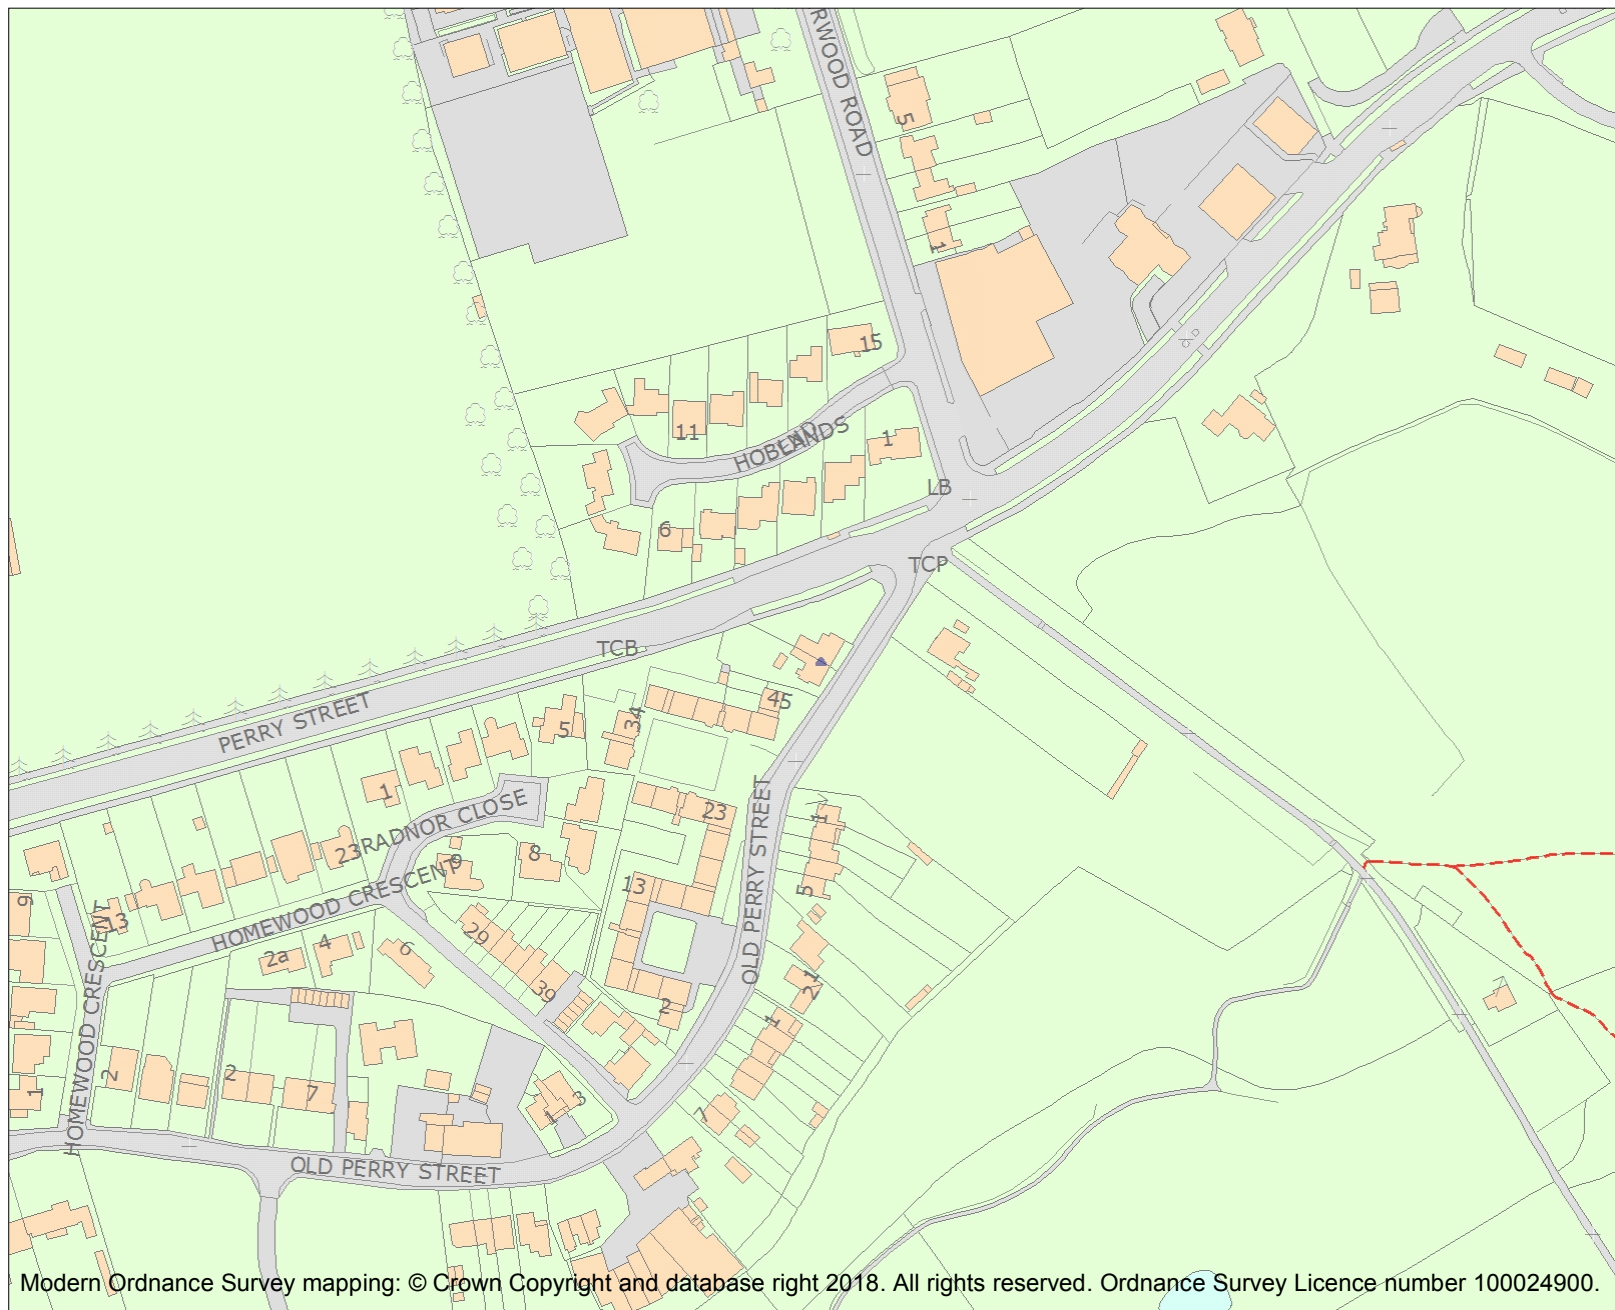 RWOOD ROAD
5
1
15
11
HOBLANDS
END
1
LB
6
TCP
TCB
PERRY STREET
45
34
5
1
RADNOR CLOSE
23
OLD PERRY STREET
17
23
9
8
HOMEWOOD CRESCENT
13
5
9
13
HOMEWOOD CRESCENT
29
2a
4
6
39
2
21
1
2
2
7
1
1
3
7
OLD PERRY STREET
Modern Ordnance Survey mapping: © Crown Copyright and database right 2018. All rights reserved. Ordnance Survey Licence number 100024900.